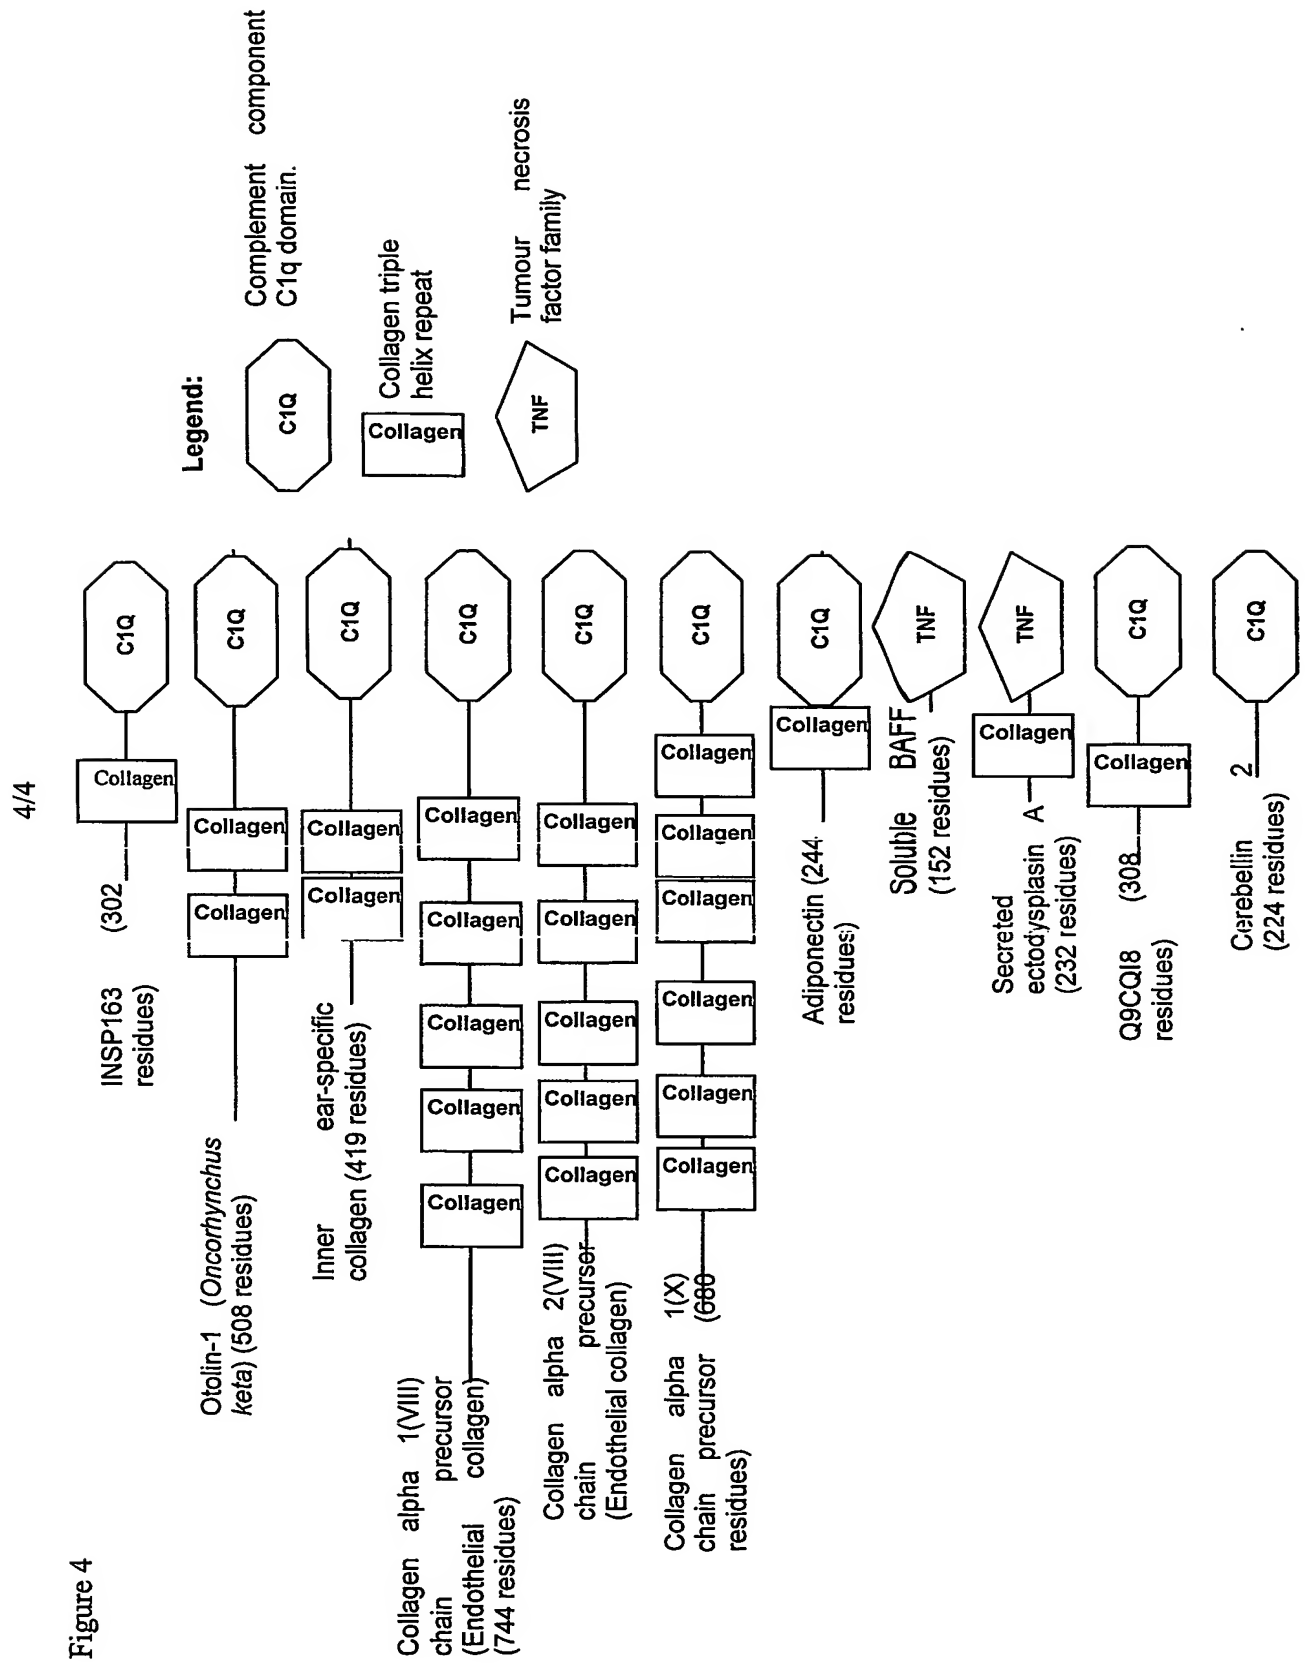 4/4
Figure 4
INSP163 (302
residues)
Collagen
C1Q
Otolin-1 (Oncorhynchus
keta) (508 residues)
Collagen
Collagen
C1Q
Inner ear-specific
collagen (419 residues)
Collagen
Collagen
C1Q
Collagen alpha 1(VIII)
chain precursor
(Endothelial collagen)
(744 residues)
Collagen
Collagen
Collagen
Collagen
Collagen
C1Q
Collagen alpha 2(VIII)
chain precursor
(Endothelial collagen)
Collagen
Collagen
Collagen
Collagen
Collagen
C1Q
Collagen alpha 1(X)
chain precursor (680
residues)
Collagen
Collagen
Collagen
Collagen
Collagen
Collagen
C1Q
Adiponectin (244
residues)
Collagen
C1Q
Soluble BAFF
(152 residues)
TNF
Secreted
ectodysplasin A
(232 residues)
Collagen
TNF
Q9CQI8 (308
residues)
Collagen
C1Q
Cerebellin 2
(224 residues)
C1Q
Legend:
C1Q
Complement component
C1q domain.
Collagen
Collagen triple
helix repeat
TNF
Tumour necrosis
factor family